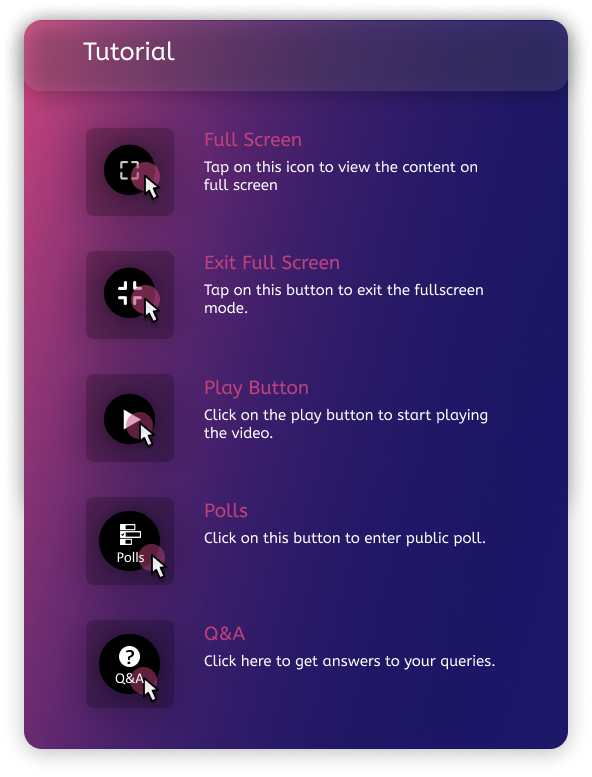 Tutorial
Full Screen
Tap on this icon to view the content on
full screen
Exit Full Screen
Tap on this button to exit the fullscreen
mode.
Play Button
Click on the play button to start playing
the video.
Polls
Polls
Click on this button to enter public poll.
?
Q&A
Q&A
Click here to get answers to your queries.